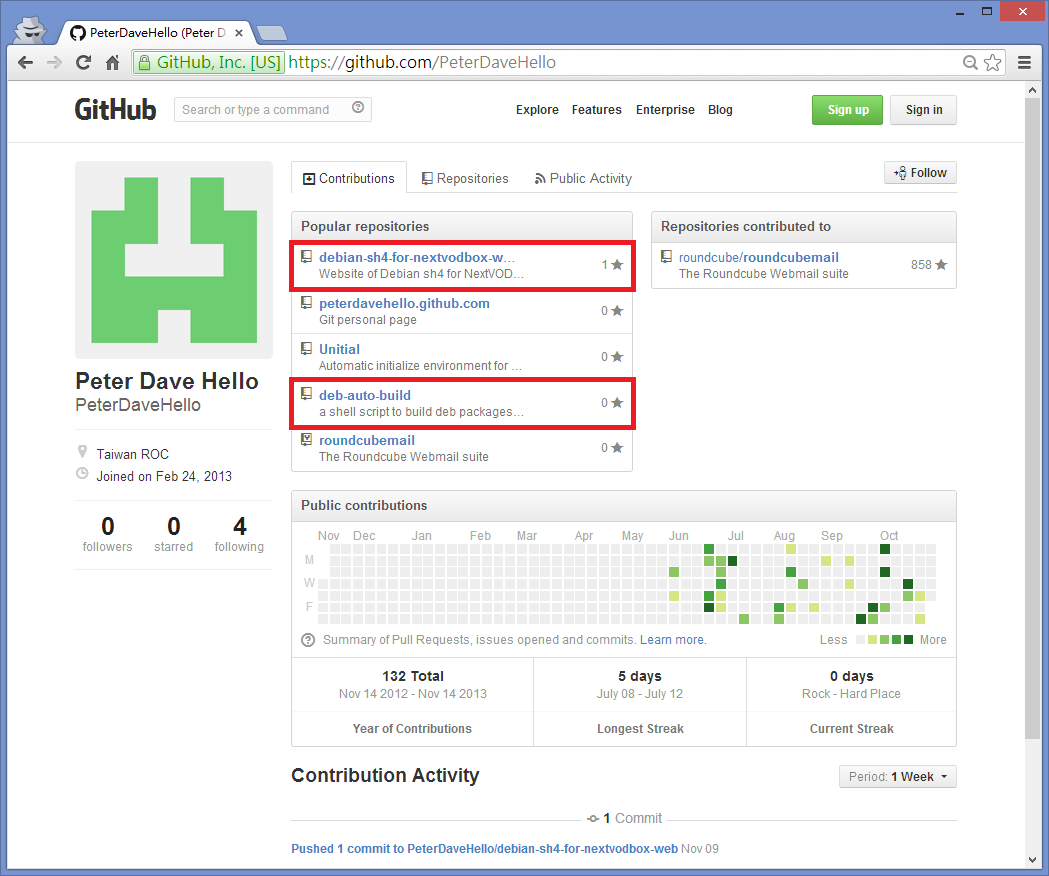 PeterDaveHello (Peter D
GitHub, Inc. [US] https://github.com/PeterDaveHello
GitHub
Search or type a command
Explore Features Enterprise Blog
Sign up Sign in
Contributions Repositories Public Activity
Follow
Popular repositories
debian-sh4-for-nextvodbox-w…
Website of Debian sh4 for NextVOD…
1
peterdavehello.github.com
Git personal page
0
Unitial
Automatic initialize environment for …
0
deb-auto-build
a shell script to build deb packages…
0
roundcubemail
The Roundcube Webmail suite
0
Repositories contributed to
roundcube/roundcubemail
The Roundcube Webmail suite
858
Peter Dave Hello
PeterDaveHello
Taiwan ROC
Joined on Feb 24, 2013
0 0 4
followers starred following
Public contributions
Nov Dec Jan Feb Mar Apr May Jun Jul Aug Sep Oct
M
W
F
Summary of Pull Requests, issues opened and commits. Learn more.
Less More
132 Total
Nov 14 2012 - Nov 14 2013
Year of Contributions
5 days
July 08 - July 12
Longest Streak
0 days
Rock - Hard Place
Current Streak
Contribution Activity
Period: 1 Week
1 Commit
Pushed 1 commit to PeterDaveHello/debian-sh4-for-nextvodbox-web Nov 09